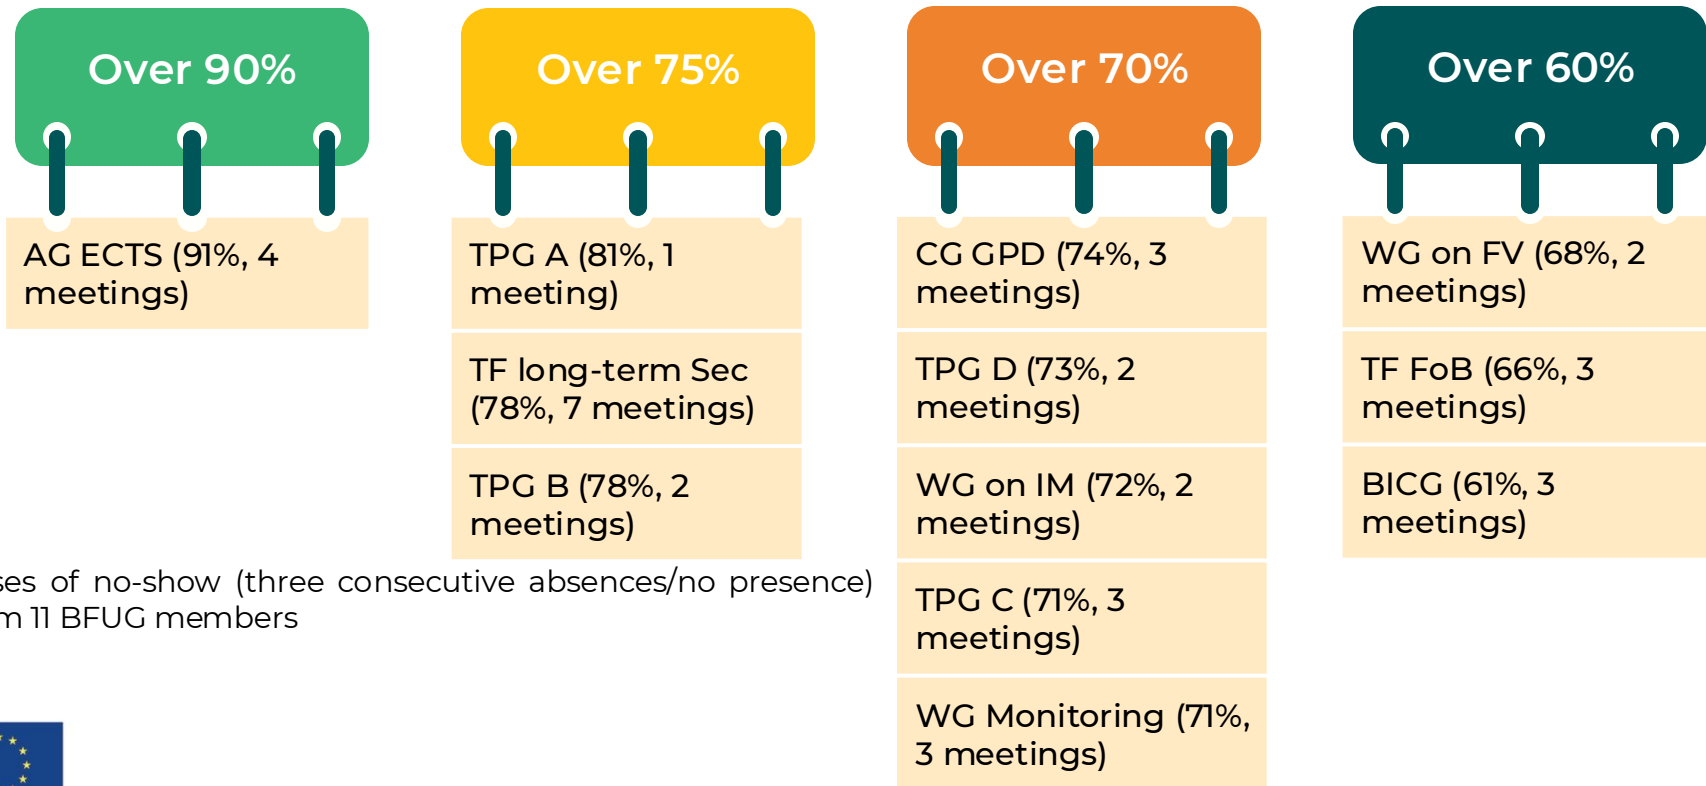 Over 90%
AG ECTS (91%, 4
meetings)
Over 75%
TPG A (81%, 1
meeting)
TF long-term Sec
(78%, 7 meetings)
TPG B (78%, 2
meetings)
Over 70%
CG GPD (74%, 3
meetings)
TPG D (73%, 2
meetings)
WG on IM (72%, 2
meetings)
TPG C (71%, 3
meetings)
WG Monitoring (71%,
3 meetings)
Over 60%
WG on FV (68%, 2
meetings)
TF FoB (66%, 3
meetings)
BICG (61%, 3
meetings)
of no-show (three consecutive absences/no presence)
11 BFUG members